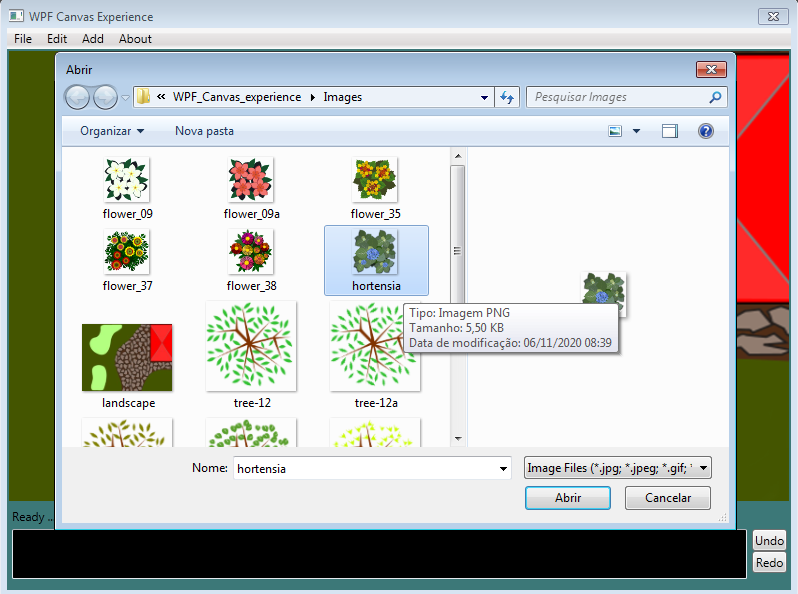 WPF Canvas Experience
File Edit Add About
Abrir
« WPF_Canvas_experience Images
Pesquisar Images
Organizar Nova pasta
flower_09 flower_09a flower_35
flower_37 flower_38 hortensia
Tipo: Imagem PNG
Tamanho: 5,50 KB
Data de modificação: 06/11/2020 08:39
landscape tree-12 tree-12a
Nome: hortensia Image Files (*.jpg; *.jpeg; *.gif; *
Abrir Cancelar
Ready ..
Undo
Redo